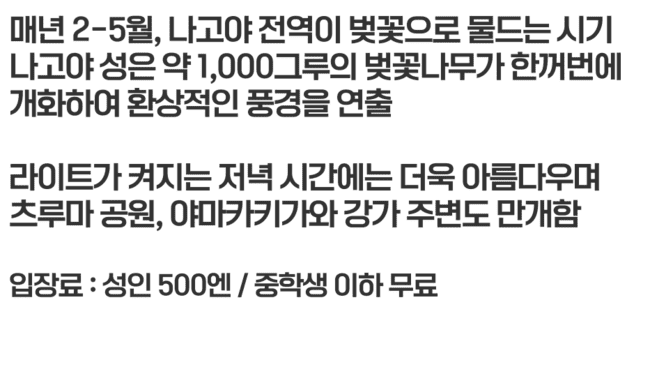 매년 2-5월, 나고야 전역이 벚꽃으로 물드는 시기
나고야 성은 약 1,000그루의 벚꽃나무가 한꺼번에
개화하여 환상적인 풍경을 연출
라이트가 켜지는 저녁 시간에는 더욱 아름다우며
츠루마 공원, 야마카키가와 강가 주변도 만개함
입장료 : 성인 500엔 / 중학생 이하 무료